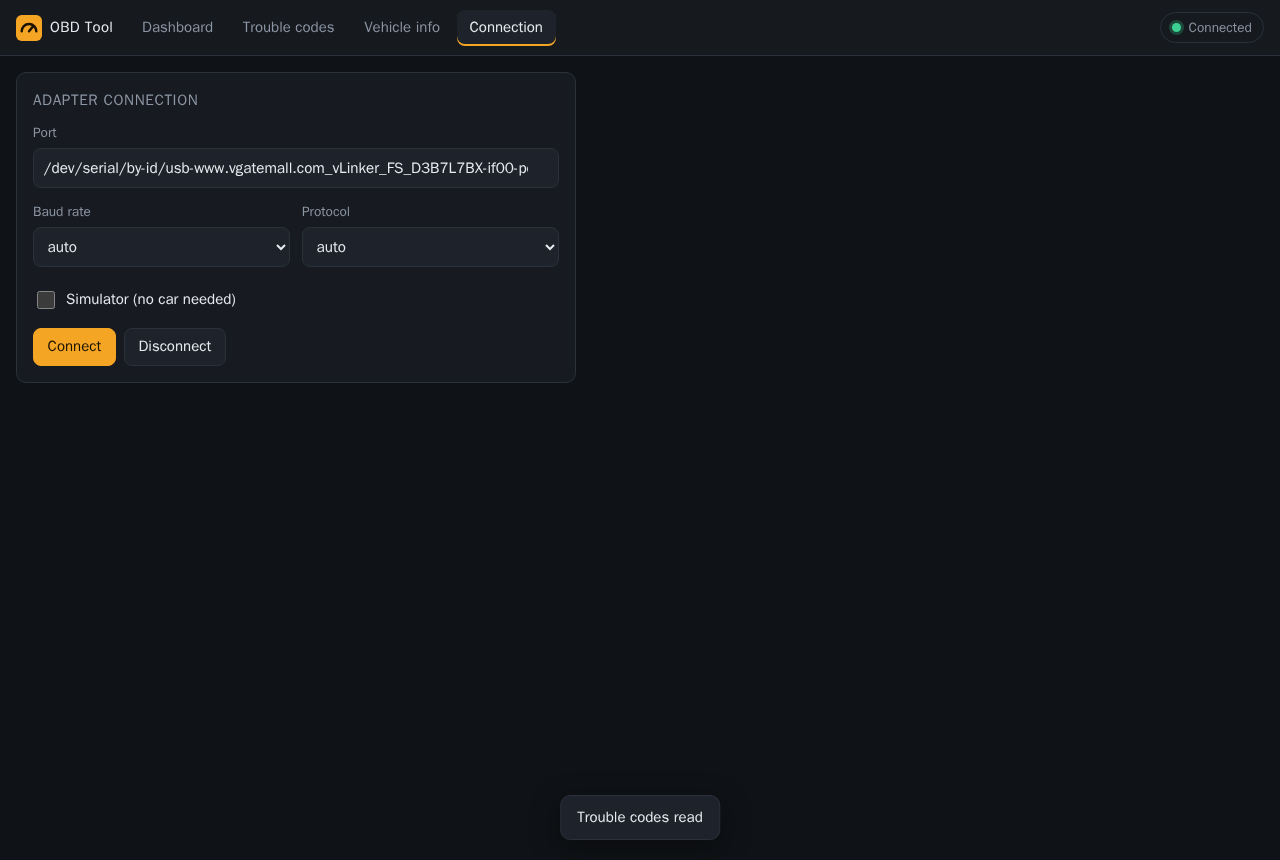 OBD Tool
Dashboard
Trouble codes
Vehicle info
Connection
Connected
ADAPTER CONNECTION
Port
/dev/serial/by-id/usb-www.vgatemall.com_vLinker_FS_D3B7L7BX-if00-p
Baud rate
Protocol
auto
auto
Simulator (no car needed)
Connect
Disconnect
Trouble codes read